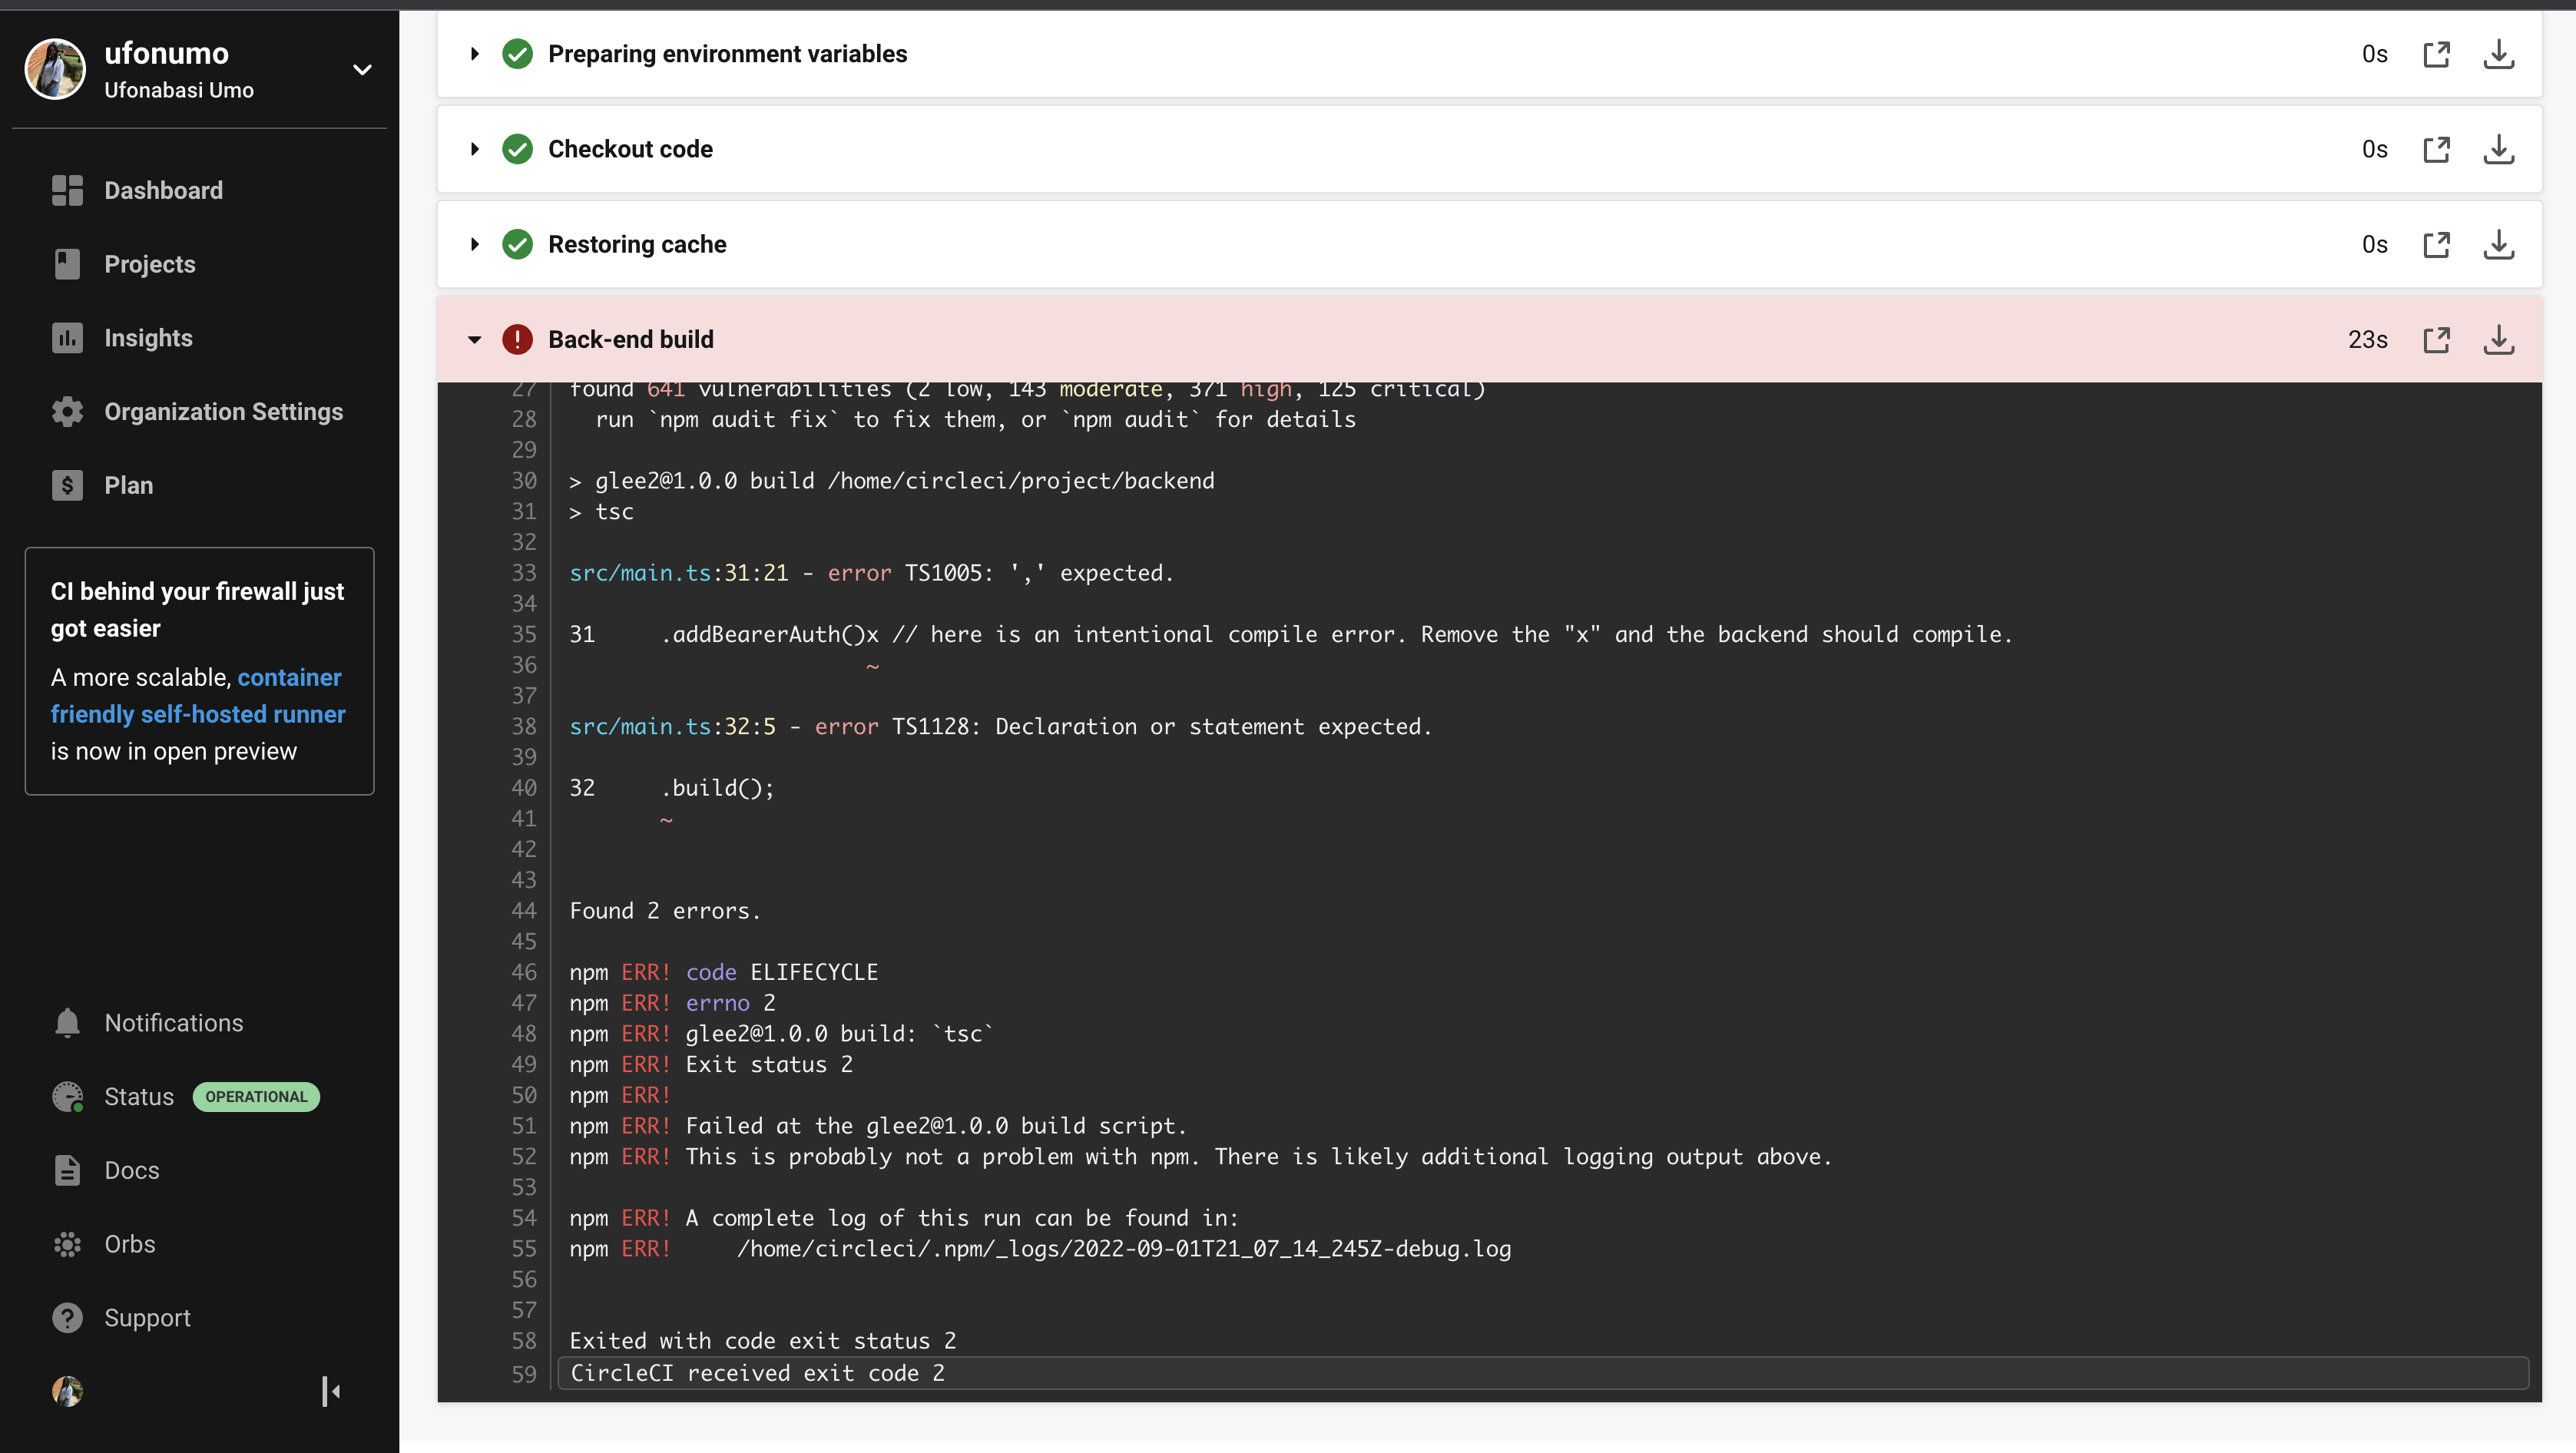 ufonumo
Ufonabasi Umo
Dashboard
Projects
Insights
Organization Settings
Plan
CI behind your firewall just
got easier
A more scalable, container
friendly self-hosted runner
is now in open preview
Notifications
Status OPERATIONAL
Docs
Orbs
Support
Preparing environment variables 0s
Checkout code 0s
Restoring cache 0s
Back-end build 23s
27 found 641 vulnerabilities (2 low, 143 moderate, 371 high, 125 critical)
28   run `npm audit fix` to fix them, or `npm audit` for details
29
30 > glee2@1.0.0 build /home/circleci/project/backend
31 > tsc
32
33 src/main.ts:31:21 - error TS1005: ',' expected.
34
35 31     .addBearerAuth()x // here is an intentional compile error. Remove the "x" and the backend should compile.
36                        ~
37
38 src/main.ts:32:5 - error TS1128: Declaration or statement expected.
39
40 32     .build();
41        ~
42
43
44 Found 2 errors.
45
46 npm ERR! code ELIFECYCLE
47 npm ERR! errno 2
48 npm ERR! glee2@1.0.0 build: `tsc`
49 npm ERR! Exit status 2
50 npm ERR!
51 npm ERR! Failed at the glee2@1.0.0 build script.
52 npm ERR! This is probably not a problem with npm. There is likely additional logging output above.
53
54 npm ERR! A complete log of this run can be found in:
55 npm ERR!     /home/circleci/.npm/_logs/2022-09-01T21_07_14_245Z-debug.log
56
57
58 Exited with code exit status 2
59 CircleCI received exit code 2